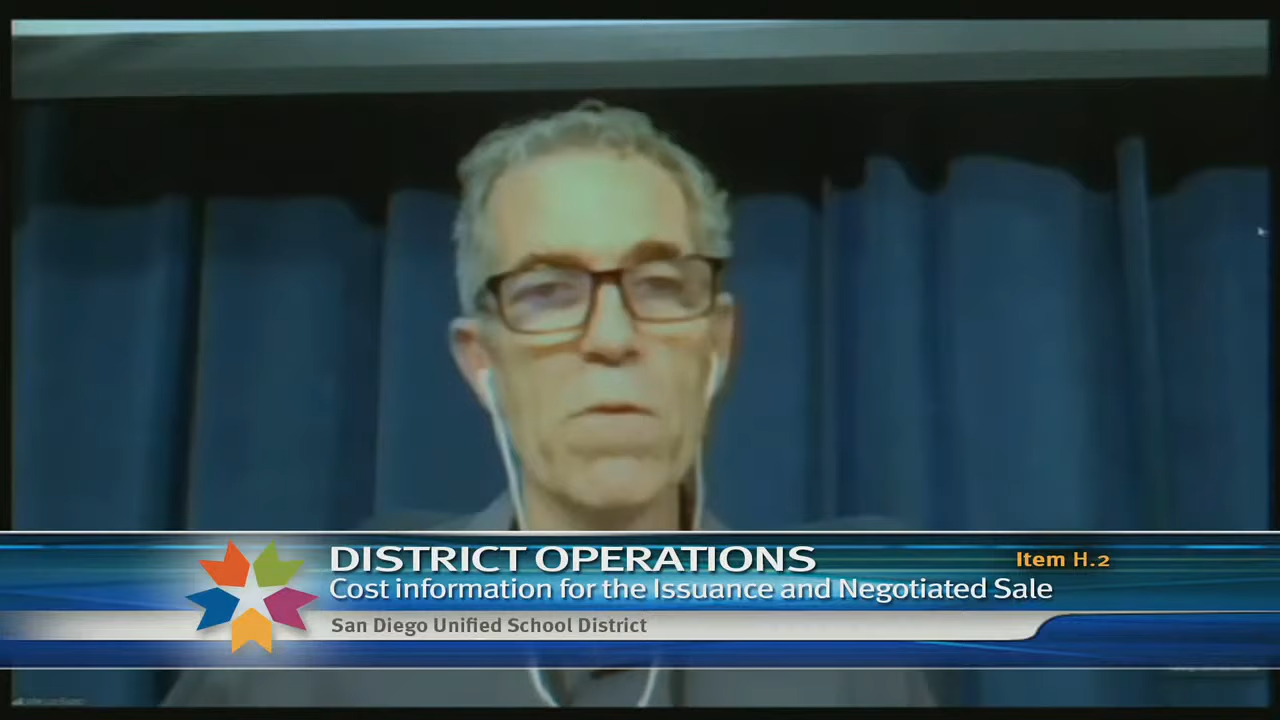 DISTRICT OPERATIONS
Item H.2
Cost information for the Issuance and Negotiated Sale
San Diego Unified School District